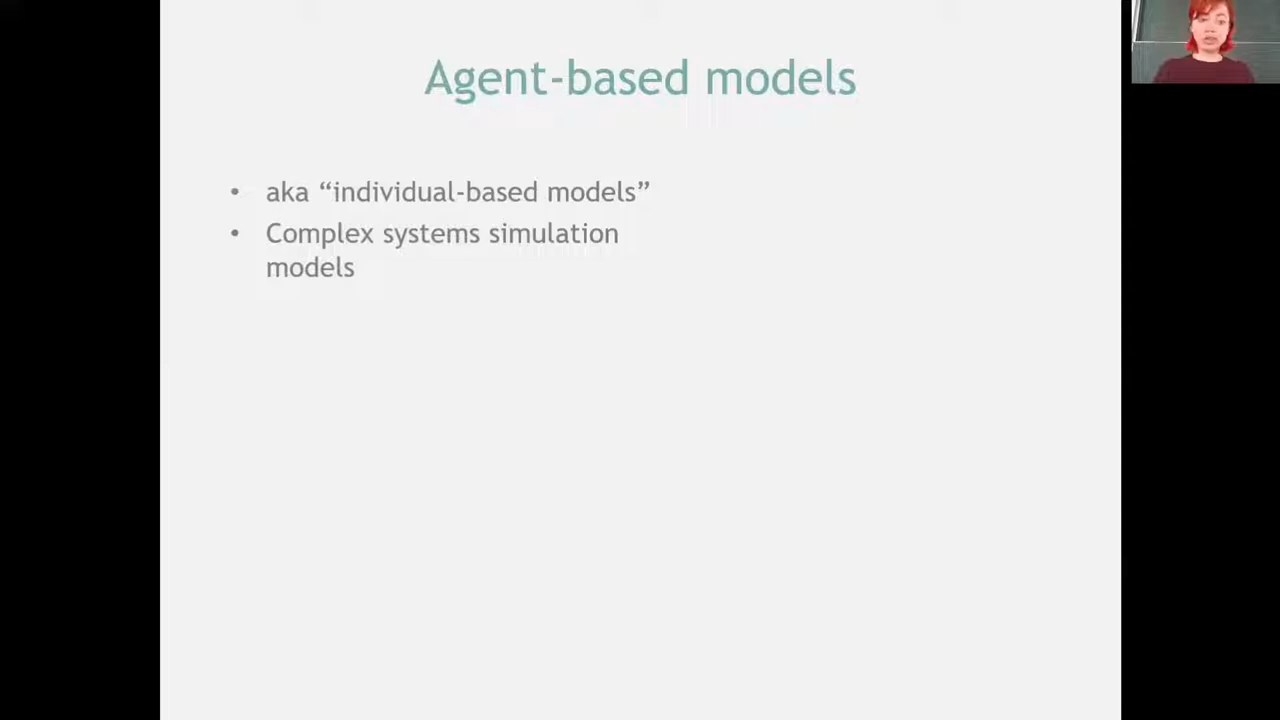 Agent-based models
• aka “individual-based models”
• Complex systems simulation
models